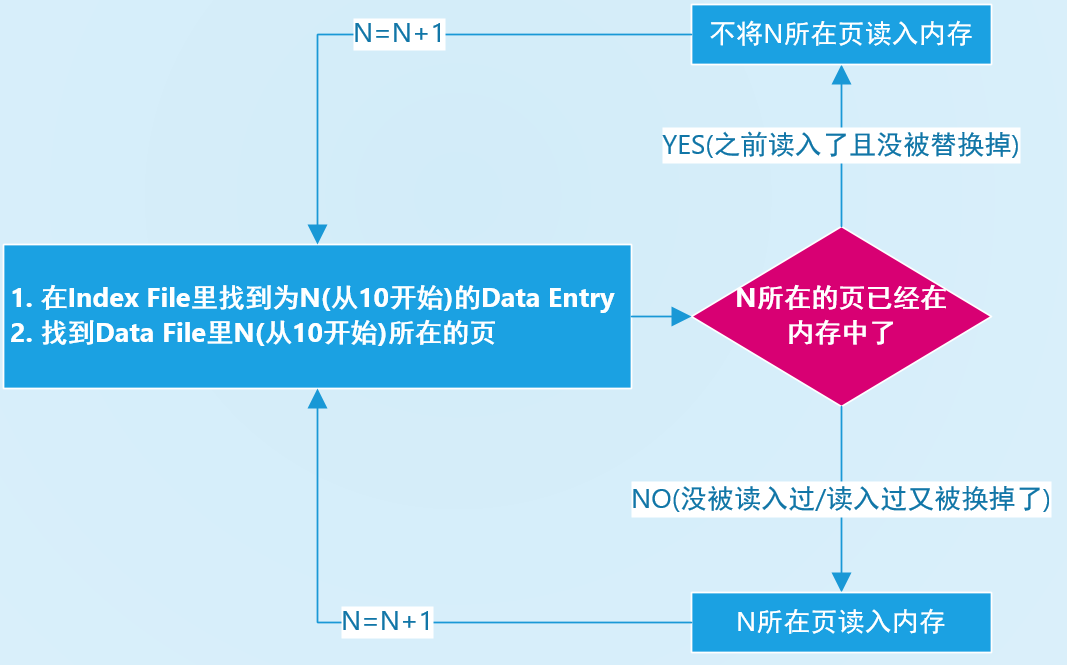 N=N+1
不将N所在页读入内存
YES(之前读入了且没被替换掉)
1. 在Index File里找到为N(从10开始)的Data Entry
2. 找到Data File里N(从10开始)所在的页
N所在的页已经在
内存中了
NO(没被读入过/读入过又被换掉了)
N=N+1
N所在页读入内存